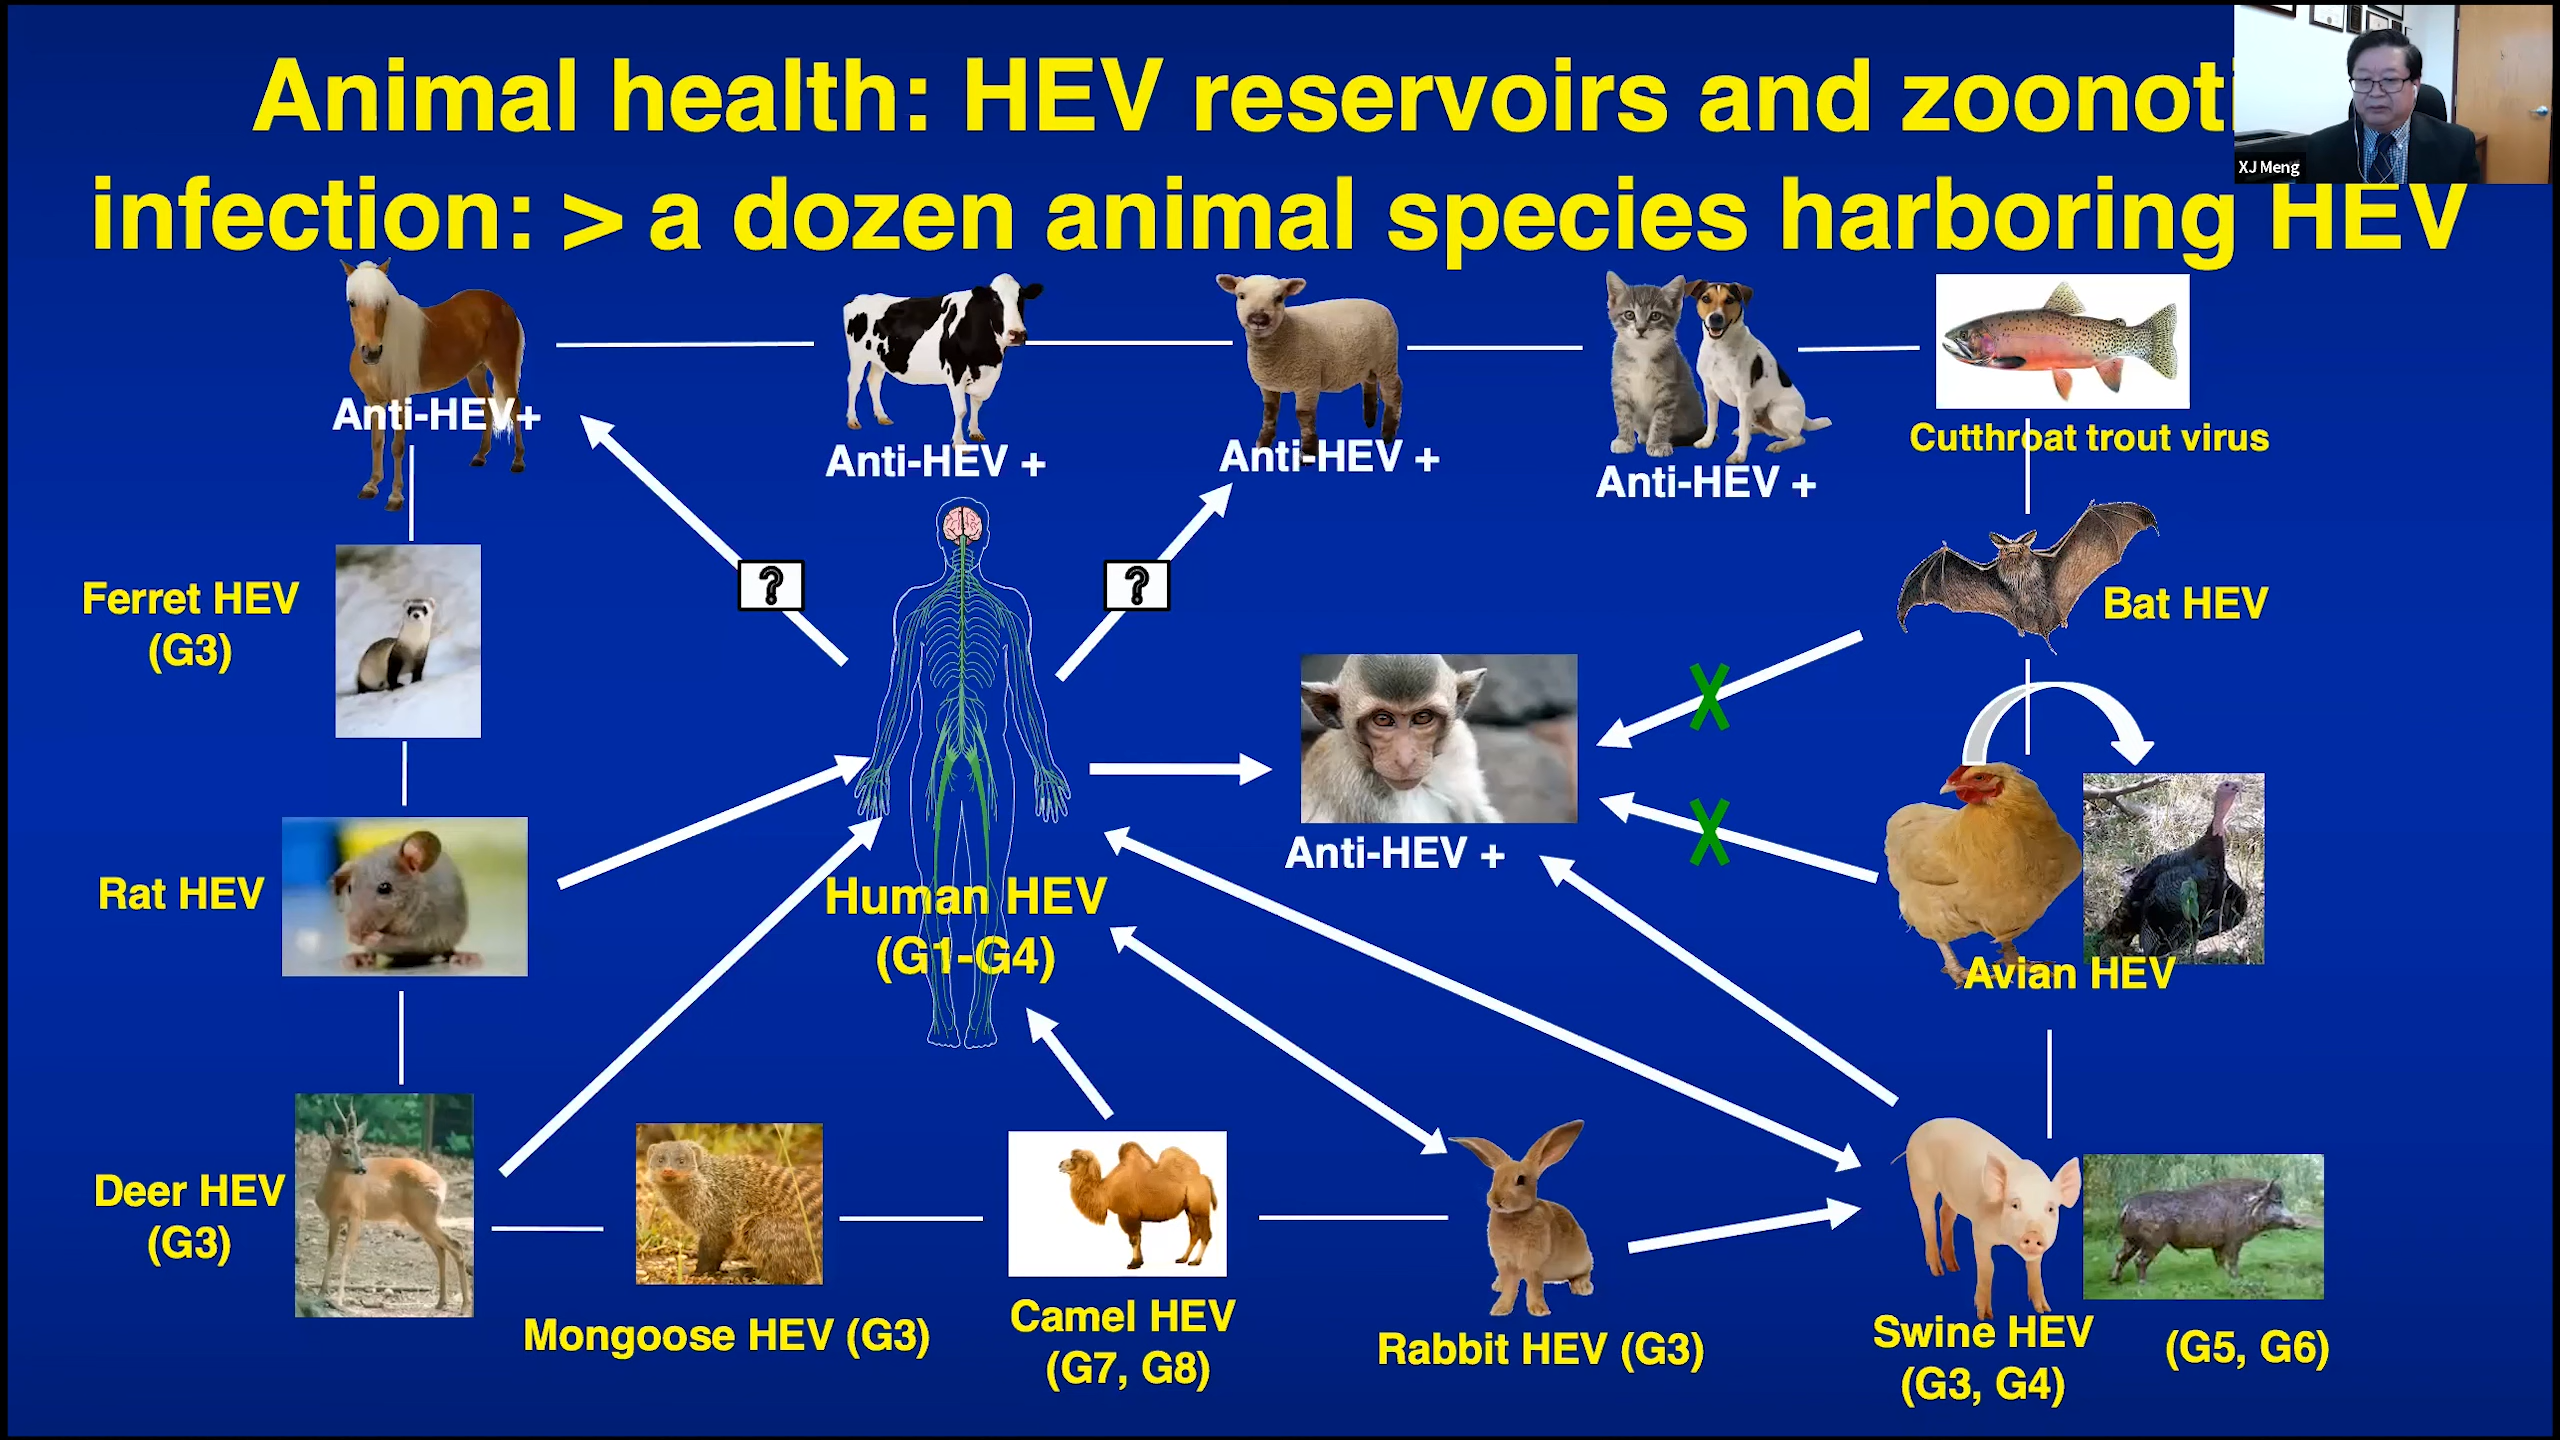 Animal health: HEV reservoirs and zoonoti
infection: > a dozen animal species harboring HEV
XJ Meng
Anti-HEV+
Anti-HEV +
Anti-HEV +
Anti-HEV +
Cutthroat trout virus
Ferret HEV
(G3)
?
?
Bat HEV
X
X
Anti-HEV +
Rat HEV
Human HEV
(G1-G4)
Avian HEV
Deer HEV
(G3)
Mongoose HEV (G3)
Camel HEV
(G7, G8)
Rabbit HEV (G3)
Swine HEV
(G3, G4)
(G5, G6)